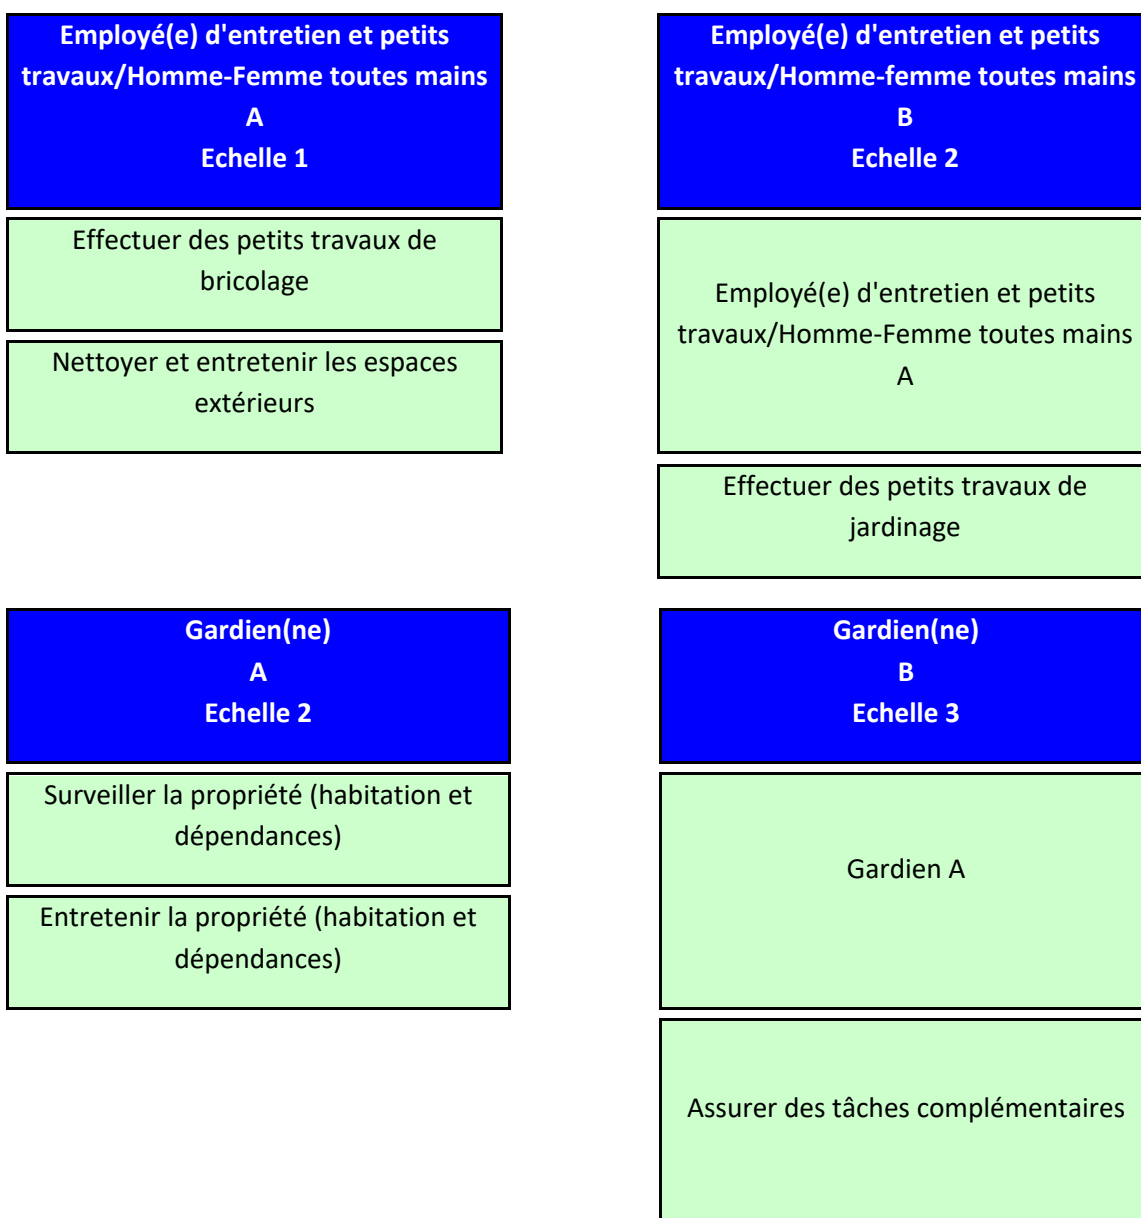 Employé(e) d'entretien et petits
travaux/Homme-Femme toutes mains
A
Echelle 1
Effectuer des petits travaux de
bricolage
Nettoyer et entretenir les espaces
extérieurs
Employé(e) d'entretien et petits
travaux/Homme-femme toutes mains
B
Echelle 2
Employé(e) d'entretien et petits
travaux/Homme-Femme toutes mains
A
Effectuer des petits travaux de
jardinage
Gardien(ne)
A
Echelle 2
Surveiller la propriété (habitation et
dépendances)
Entretenir la propriété (habitation et
dépendances)
Gardien(ne)
B
Echelle 3
Gardien A
Assurer des tâches complémentaires